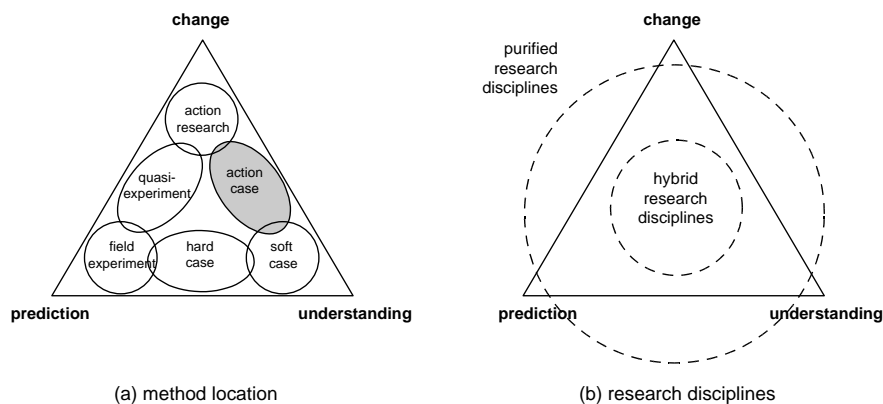 change
action
research
quasi-
experiment
action
case
field
experiment
hard
case
soft
case
prediction
understanding
(a) method location
change
purified
research
disciplines
hybrid
research
disciplines
prediction
understanding
(b) research disciplines